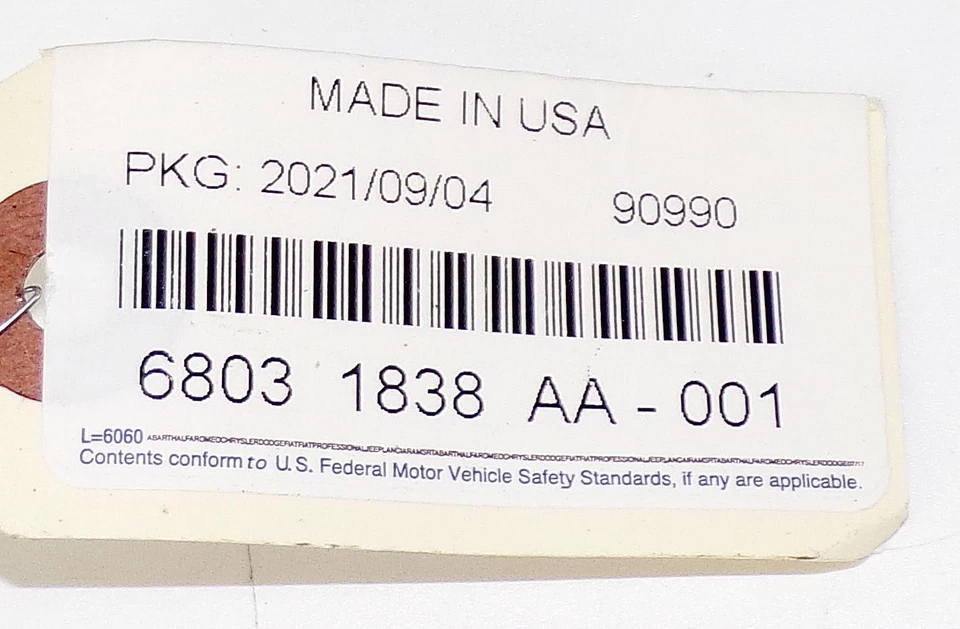 MADE IN USA
PKG: 2021/09/04 90990
6803 1838 AA - 001
L=6060
Contents conform to U.S. Federal Motor Vehicle Safety Standards, if any are applicable.